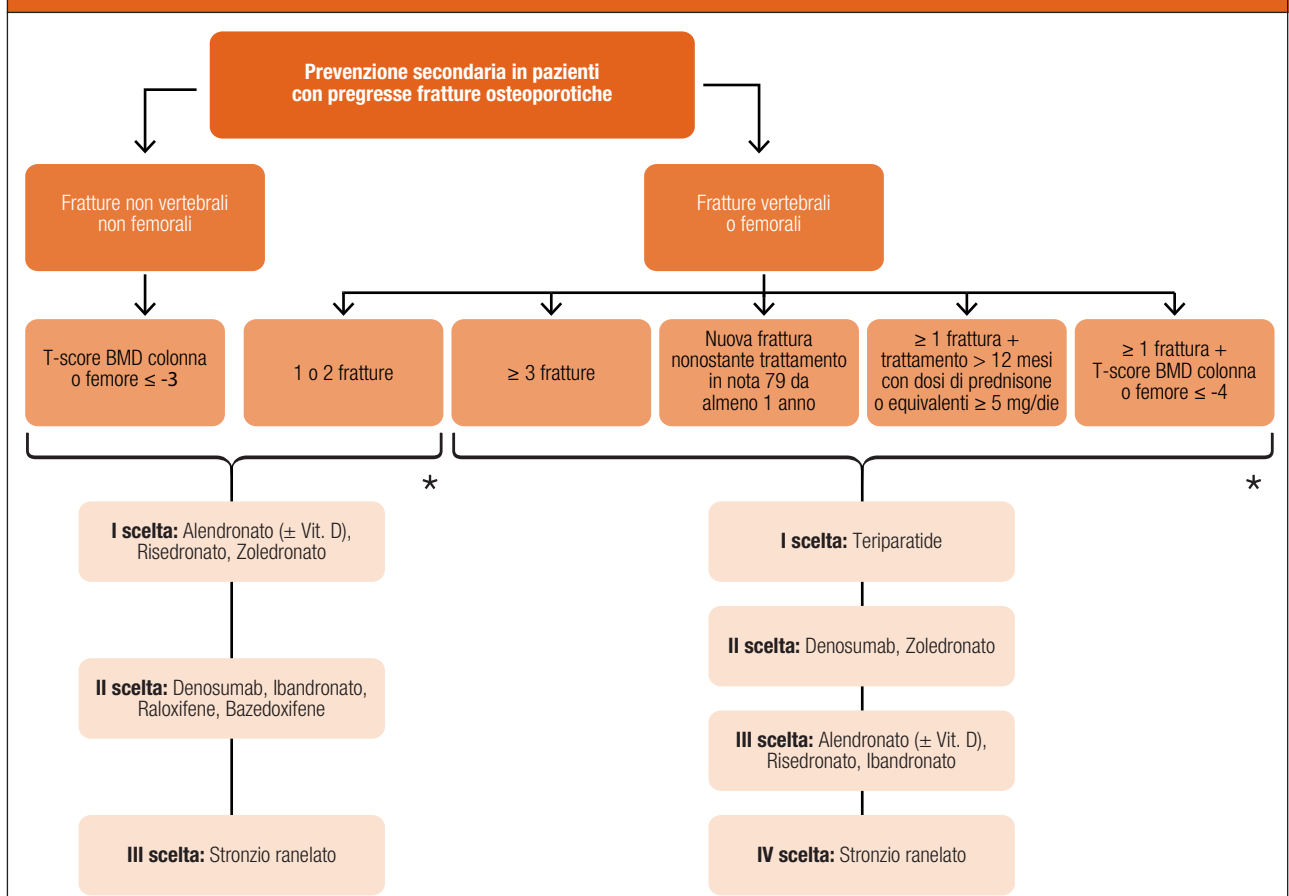 Prevenzione secondaria in pazienti
con pregresse fratture osteoporotiche
Fratture non vertebrali
non femorali
Fratture vertebrali
o femorali
T-score BMD colonna
o femore ≤ -3
1 o 2 fratture
≥ 3 fratture
Nuova frattura
nonostante trattamento
in nota 79 da
almeno 1 anno
≥ 1 frattura +
trattamento > 12 mesi
con dosi di prednisone
o equivalenti ≥ 5 mg/die
≥ 1 frattura +
T-score BMD colonna
o femore ≤ -4
*
*
I scelta: Alendronato (± Vit. D),
Risedronato, Zoledronato
II scelta: Denosumab, Ibandronato,
Raloxifene, Bazedoxifene
III scelta: Stronzio ranelato
I scelta: Teriparatide
II scelta: Denosumab, Zoledronato
III scelta: Alendronato (± Vit. D),
Risedronato, Ibandronato
IV scelta: Stronzio ranelato